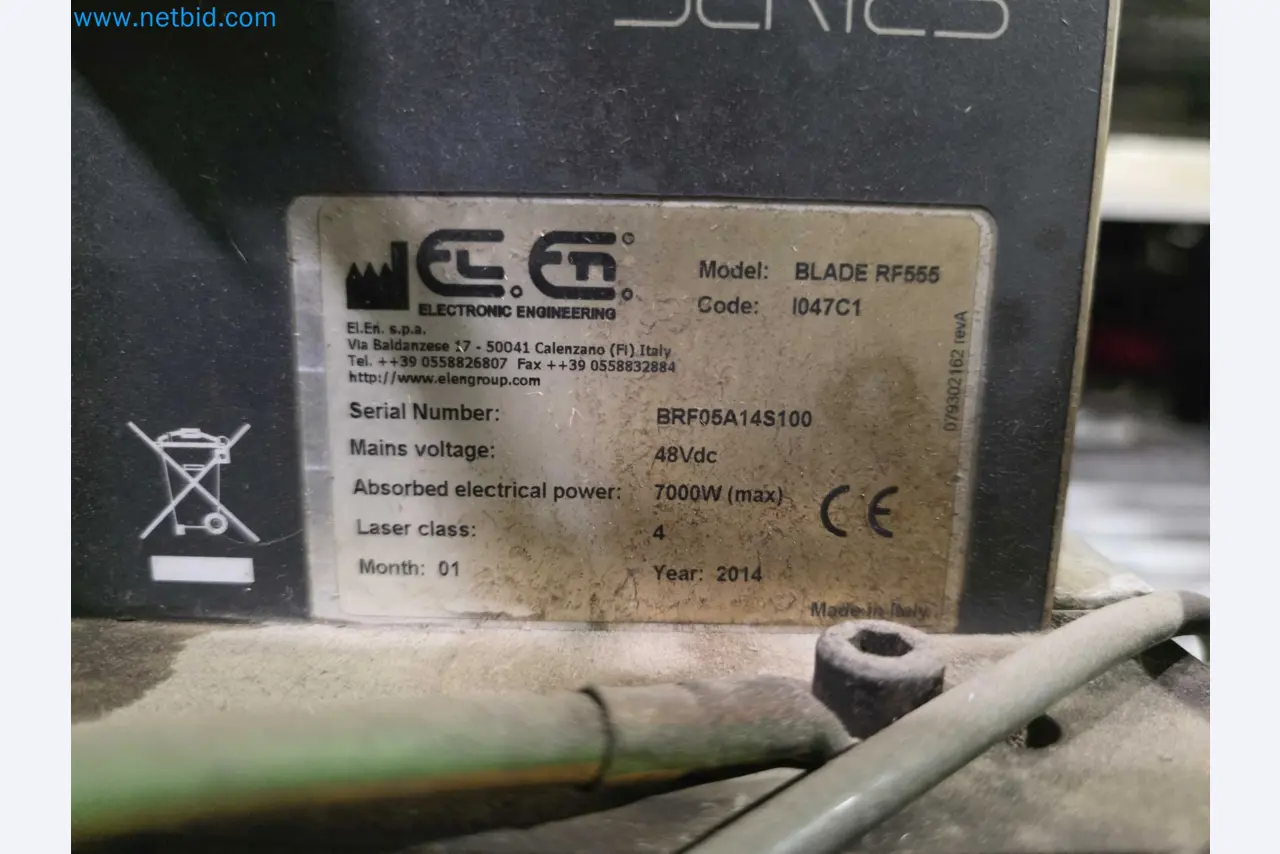 www.netbid.com
SERIES
El.En.
ELECTRONIC ENGINEERING
El.En. s.p.a.
Via Baldanzese 17 - 50041 Calenzano (FI) Italy
Tel. ++39 0558826807 Fax ++39 0558832884
http://www.elengroup.com
Model: BLADE RF555
Code: I047C1
Serial Number: BRF05A14S100
Mains voltage: 48Vdc
Absorbed electrical power: 7000W (max)
Laser class: 4
Month: 01 Year: 2014
CE
Made in Italy
079302162 revA